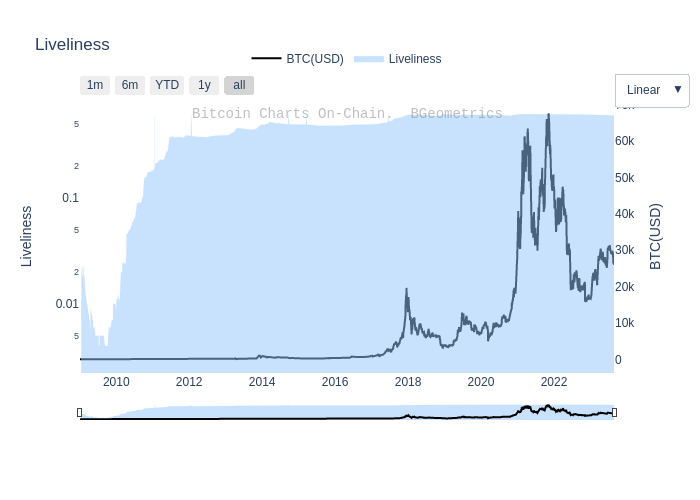 Liveliness
BTC(USD)
Liveliness
1m
6m
YTD
1y
all
Linear
▼
Bitcoin Charts On-Chain. BGeometrics
Liveliness
5
2
0.1
5
2
0.01
5
60k
50k
40k
30k
20k
10k
0
BTC(USD)
2010
2012
2014
2016
2018
2020
2022